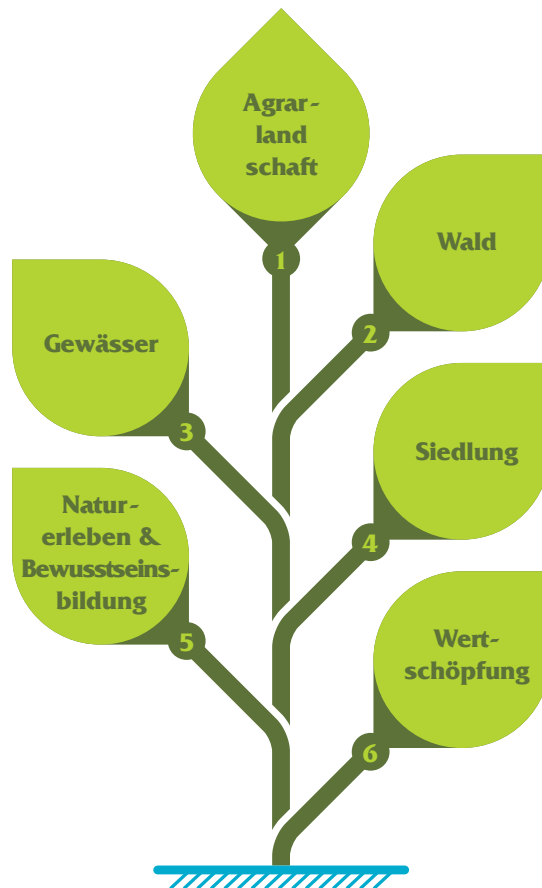 Agrar-
land
schaft
1
Wald
2
Gewässer
3
Siedlung
4
Natur-
erleben &
Bewusstseins-
bildung
5
Wert-
schöpfung
6